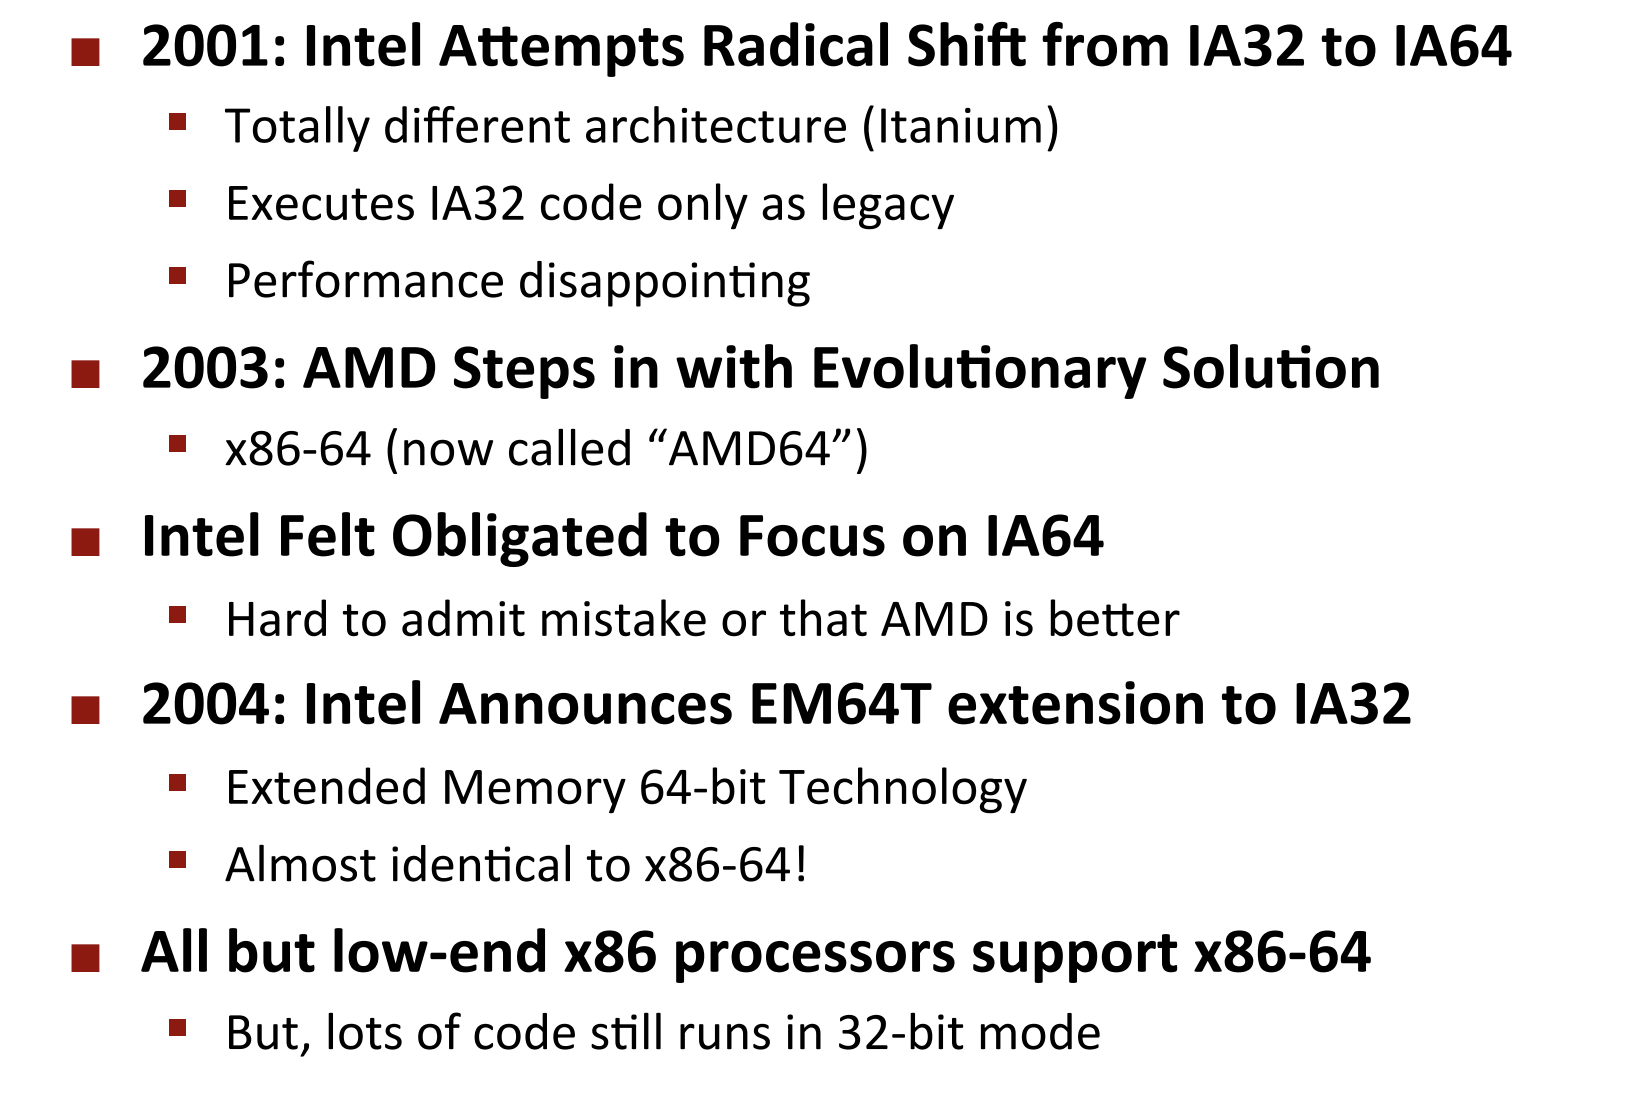 2001: Intel Attempts Radical Shift from IA32 to IA64
Totally different architecture (Itanium)
Executes IA32 code only as legacy
Performance disappointing
2003: AMD Steps in with Evolutionary Solution
x86-64 (now called “AMD64”)
Intel Felt Obligated to Focus on IA64
Hard to admit mistake or that AMD is better
2004: Intel Announces EM64T extension to IA32
Extended Memory 64-bit Technology
Almost identical to x86-64!
All but low-end x86 processors support x86-64
But, lots of code still runs in 32-bit mode